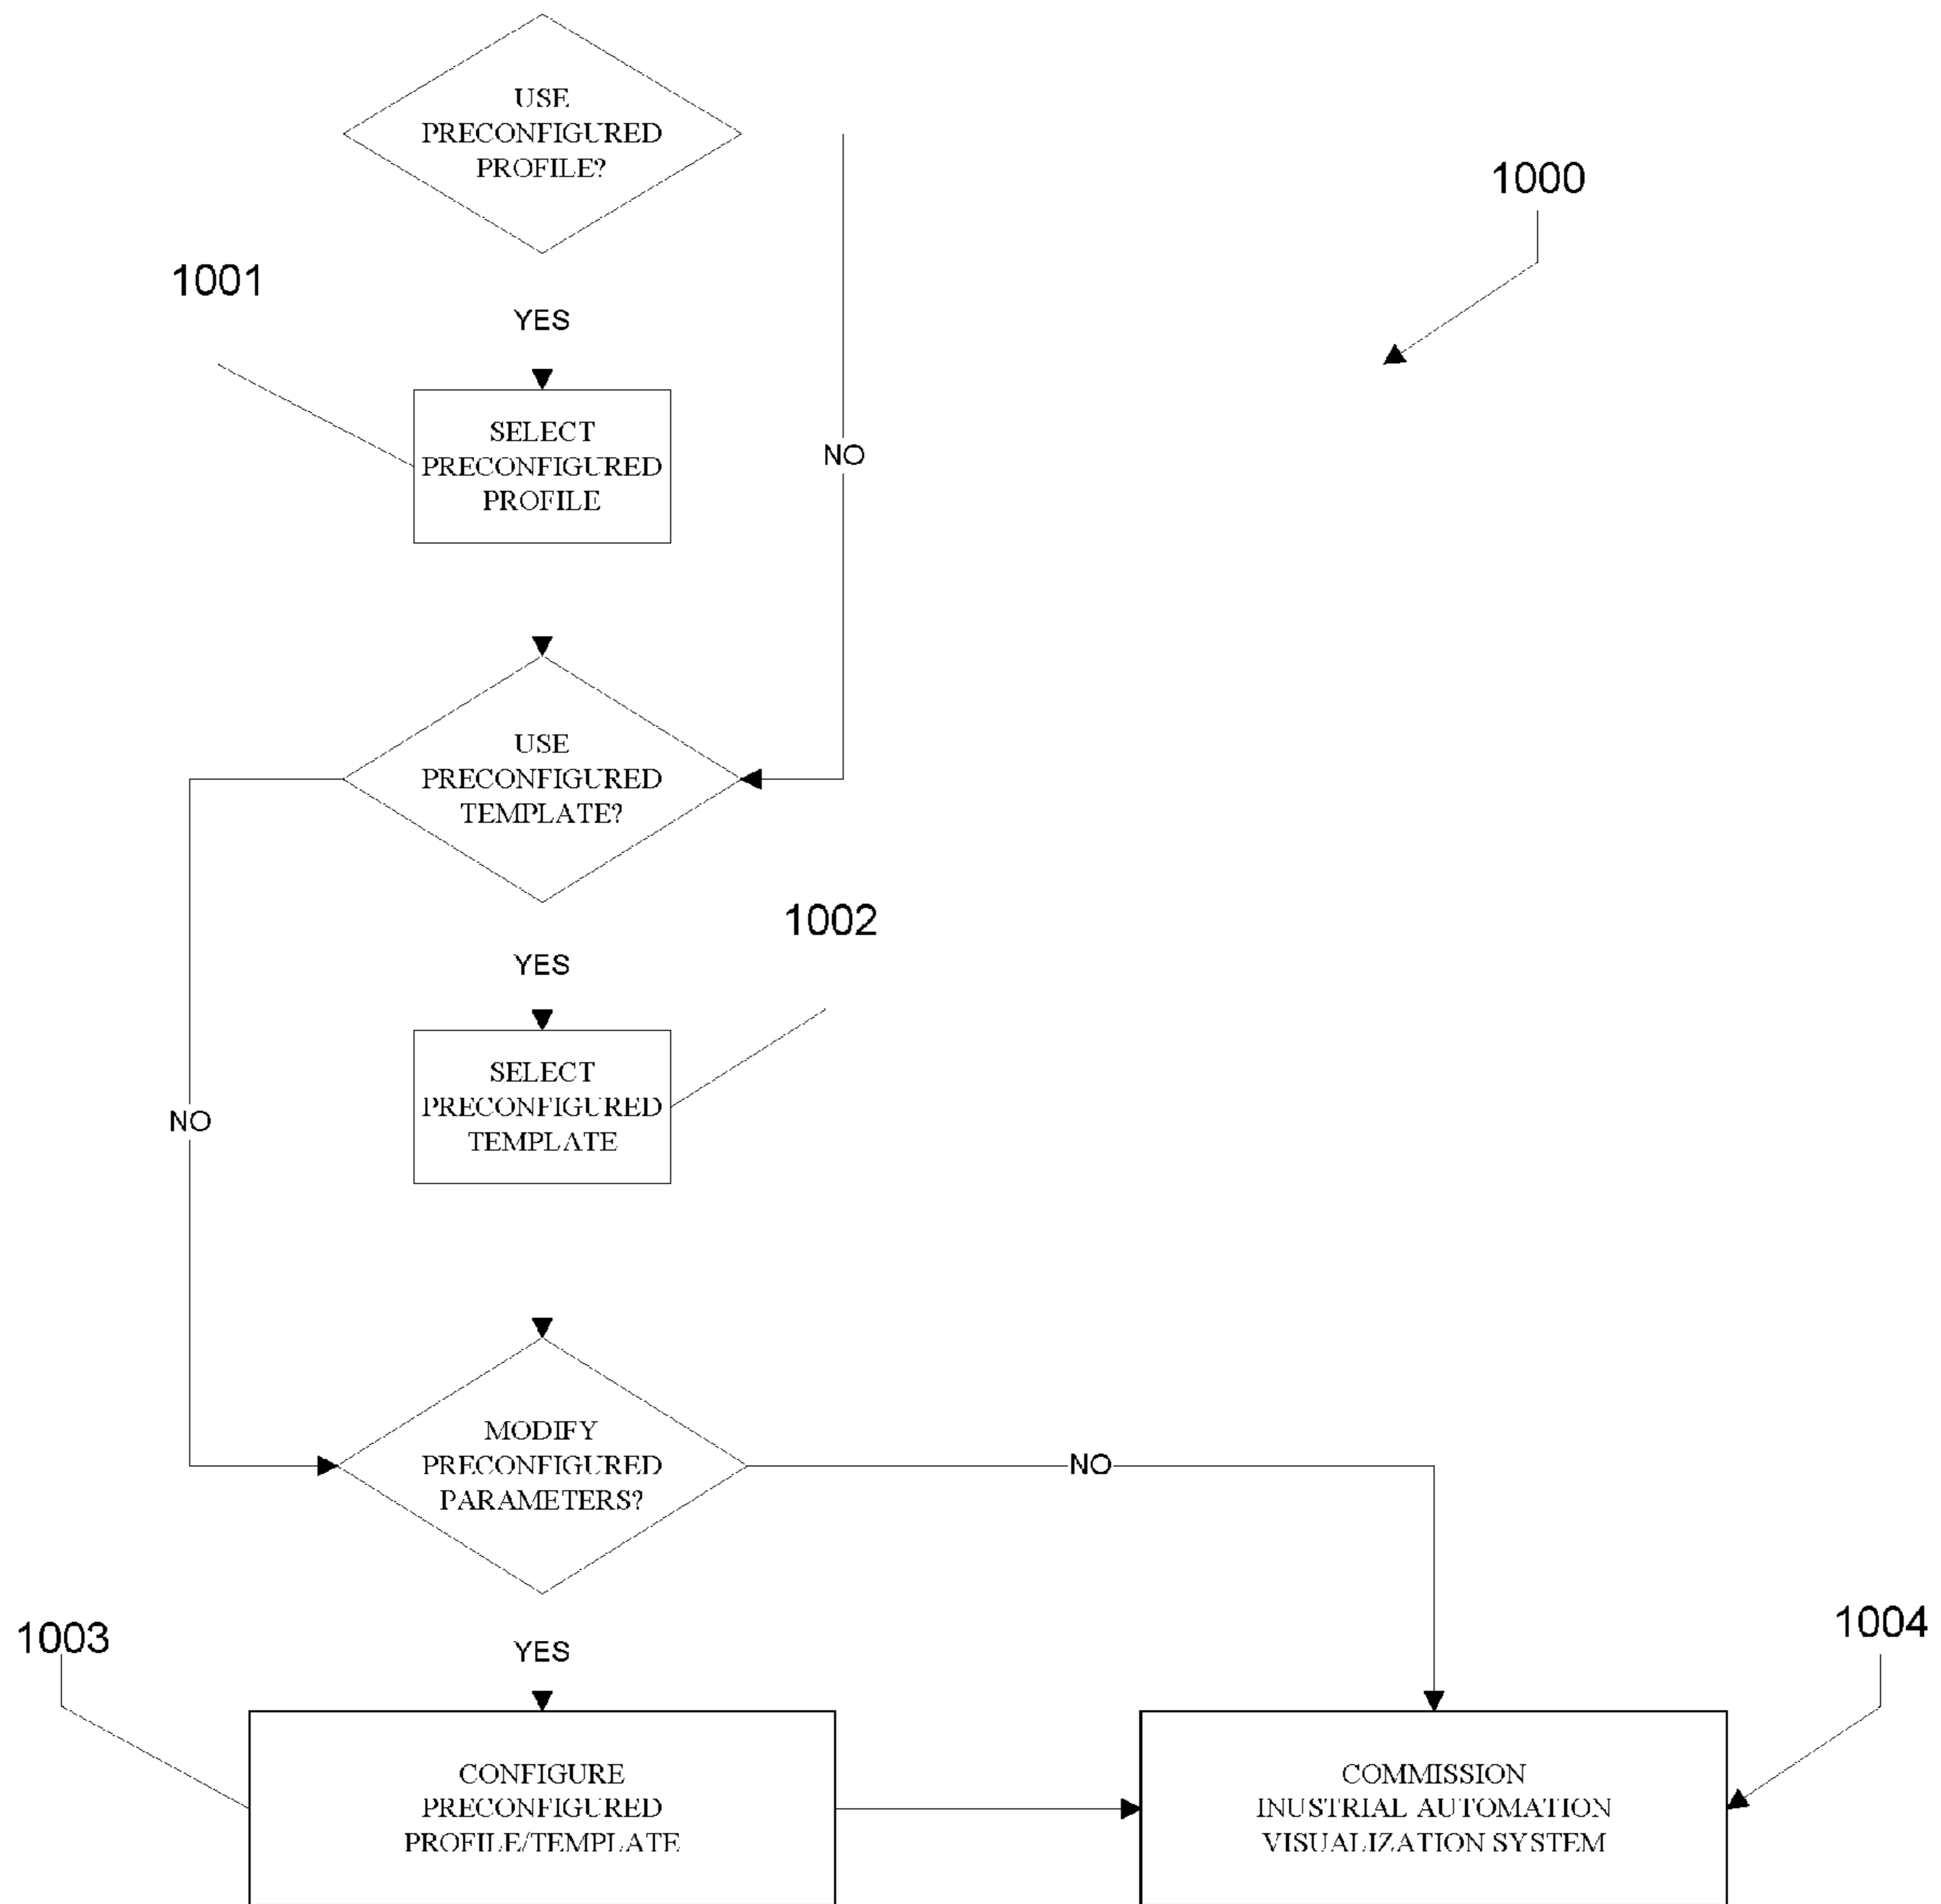 USE
PRECONFIGURED
PROFILE?
1000
1001
YES
SELECT
PRECONFIGURED
PROFILE
NO
USE
PRECONFIGURED
TEMPLATE?
1002
YES
SELECT
PRECONFIGURED
TEMPLATE
NO
MODIFY
PRECONFIGURED
PARAMETERS?
NO
1003
YES
1004
CONFIGURE
PRECONFIGURED
PROFILE/TEMPLATE
COMMISSION
INUSTRIAL AUTOMATION
VISUALIZATION SYSTEM